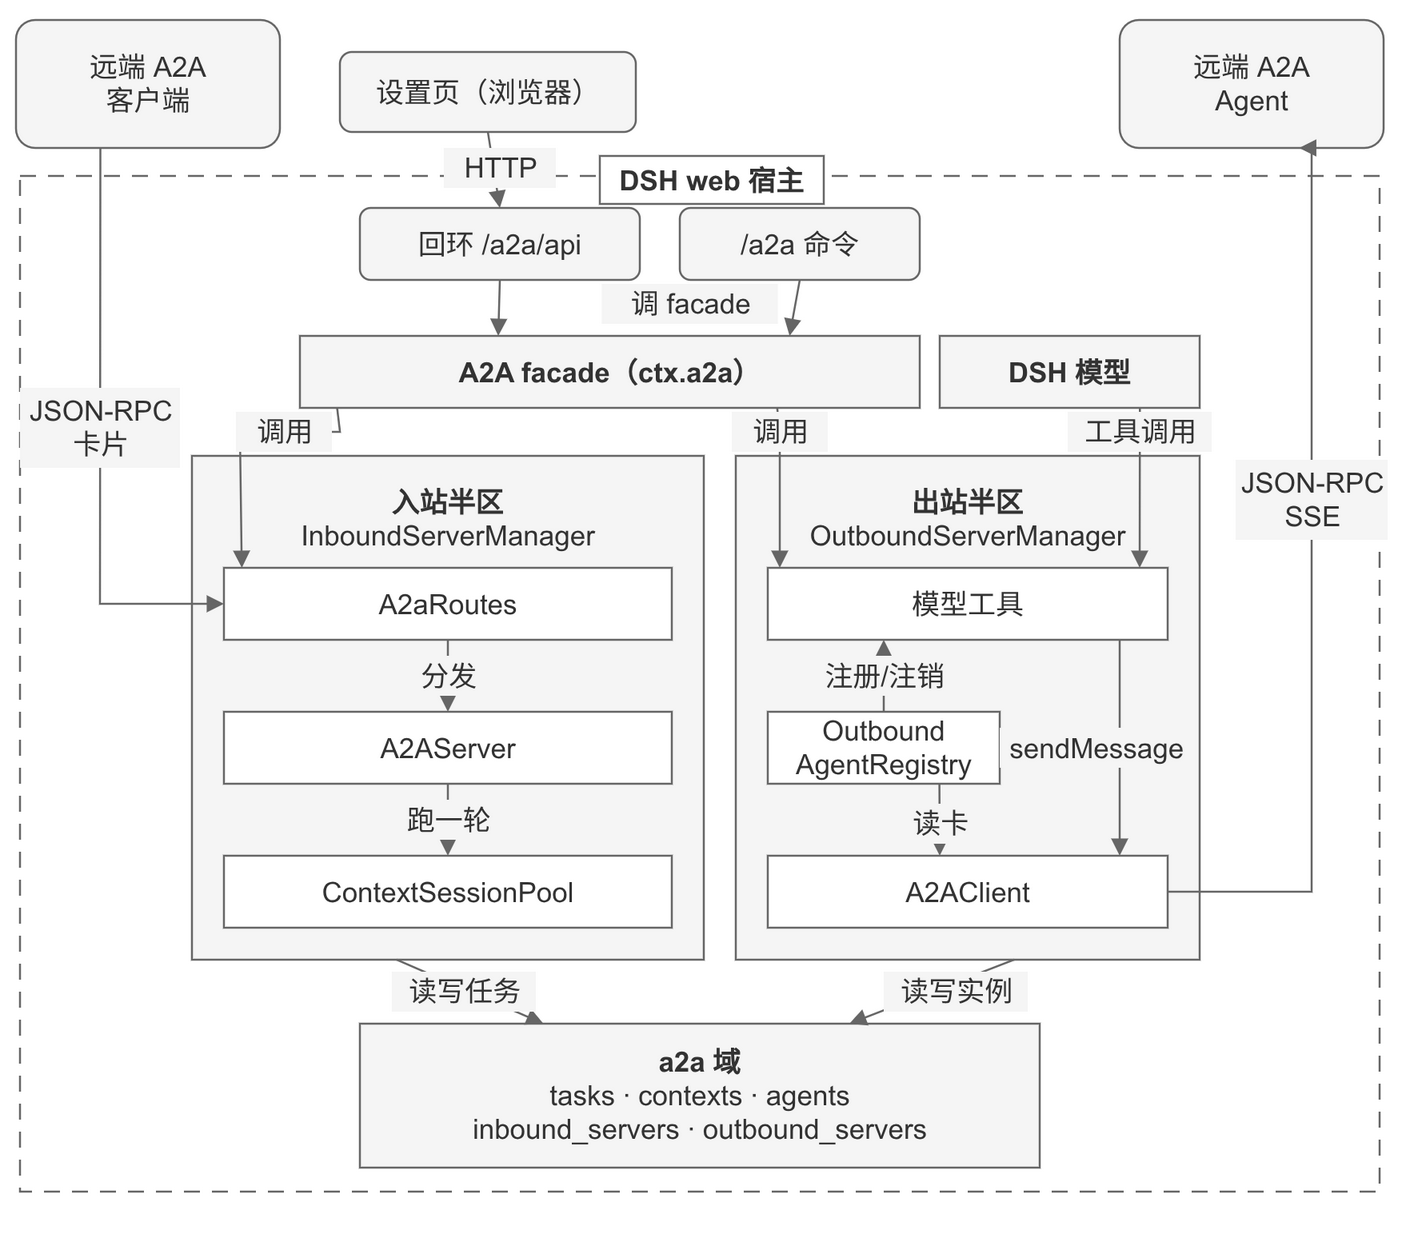 远端 A2A
客户端
设置页（浏览器）
远端 A2A
Agent
HTTP
DSH web 宿主
回环 /a2a/api
/a2a 命令
调 facade
A2A facade（ctx.a2a）
DSH 模型
JSON-RPC
卡片
调用
调用
工具调用
JSON-RPC
SSE
入站半区
InboundServerManager
A2aRoutes
分发
A2AServer
跑一轮
ContextSessionPool
出站半区
OutboundServerManager
模型工具
注册/注销
Outbound
AgentRegistry
sendMessage
读卡
A2AClient
读写任务
读写实例
a2a 域
tasks · contexts · agents
inbound_servers · outbound_servers